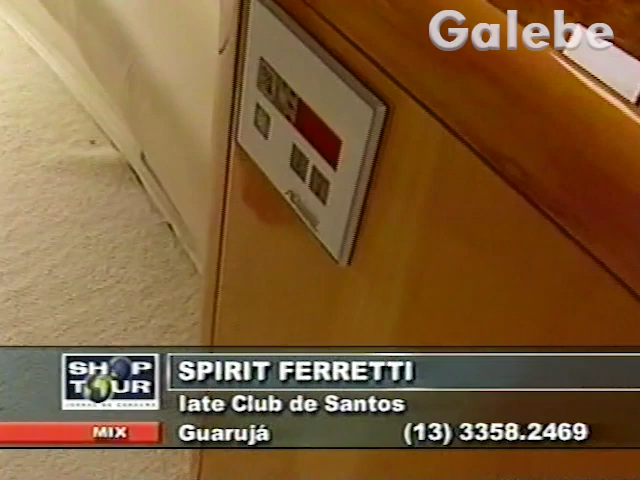 Galebe
SHOP
TOUR
SPIRIT FERRETTI
Iate Club de Santos
MIX
Guarujá
(13) 3358.2469